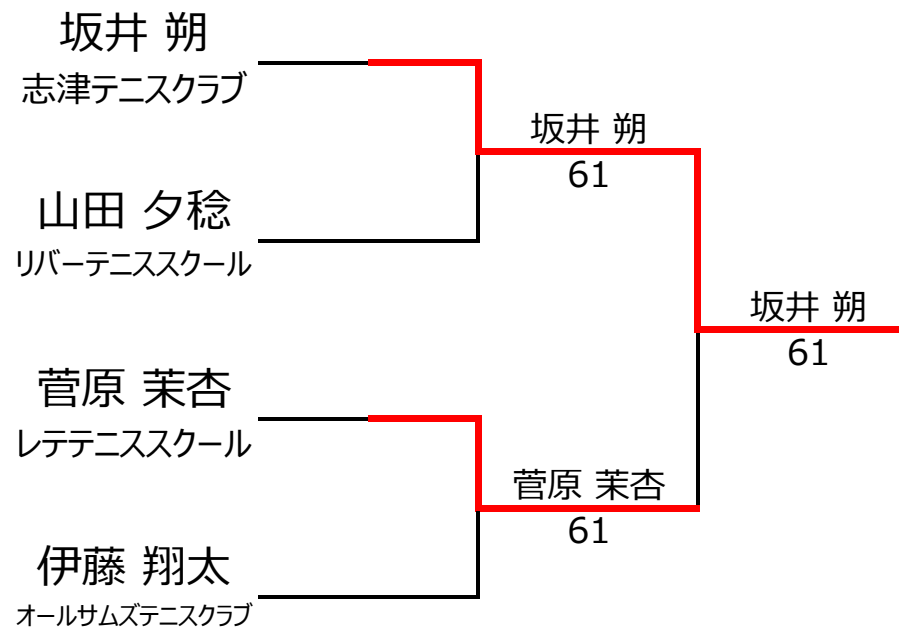 坂井 朔
志津テニスクラブ
山田 夕稔
リバーテニススクール
菅原 茉杏
レテテニススクール
伊藤 翔太
オールサムズテニスクラブ
坂井 朔
61
菅原 茉杏
61
坂井 朔
61